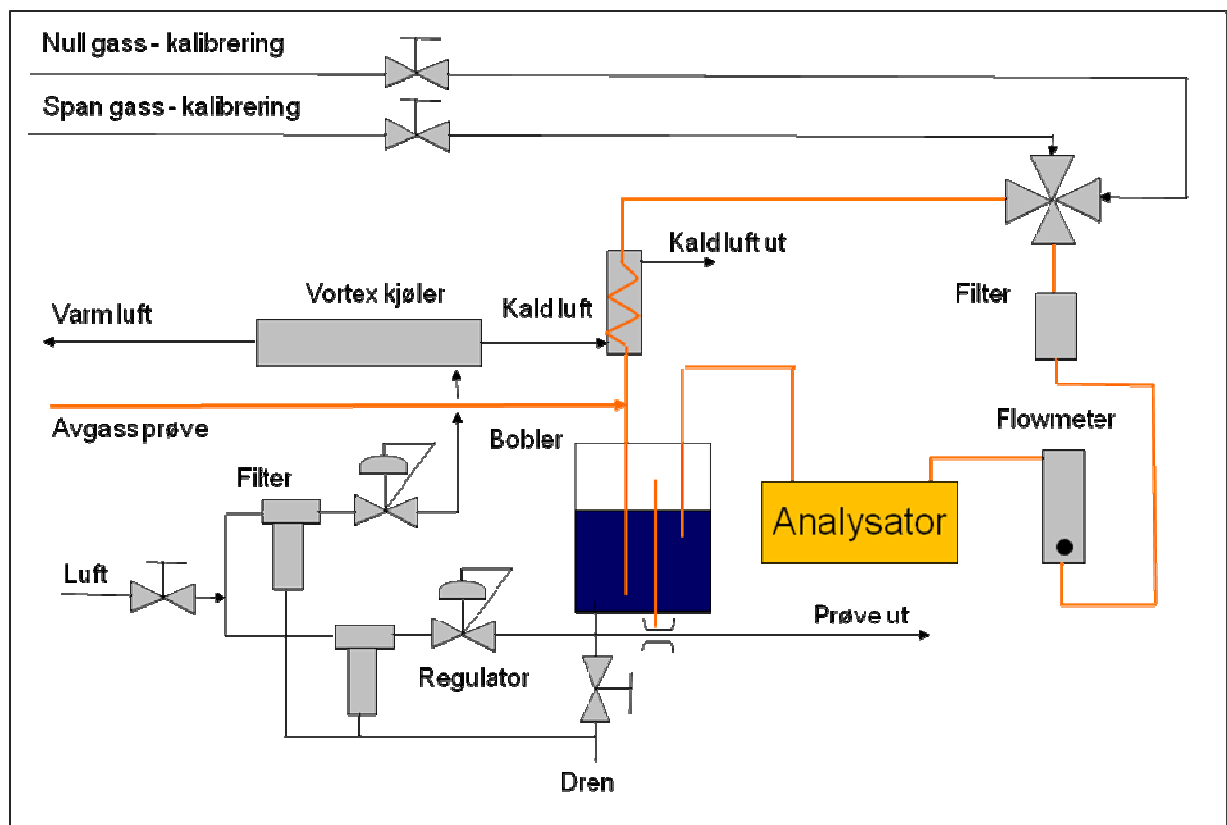 Null gass - kalibrering
Span gass - kalibrering
Kald luft ut
Vortex kjøler
Kald luft
Filter
Varm luft
Avgass prøve
Bobler
Flowmeter
Filter
Analysator
Luft
Prøve ut
Regulator
Dren